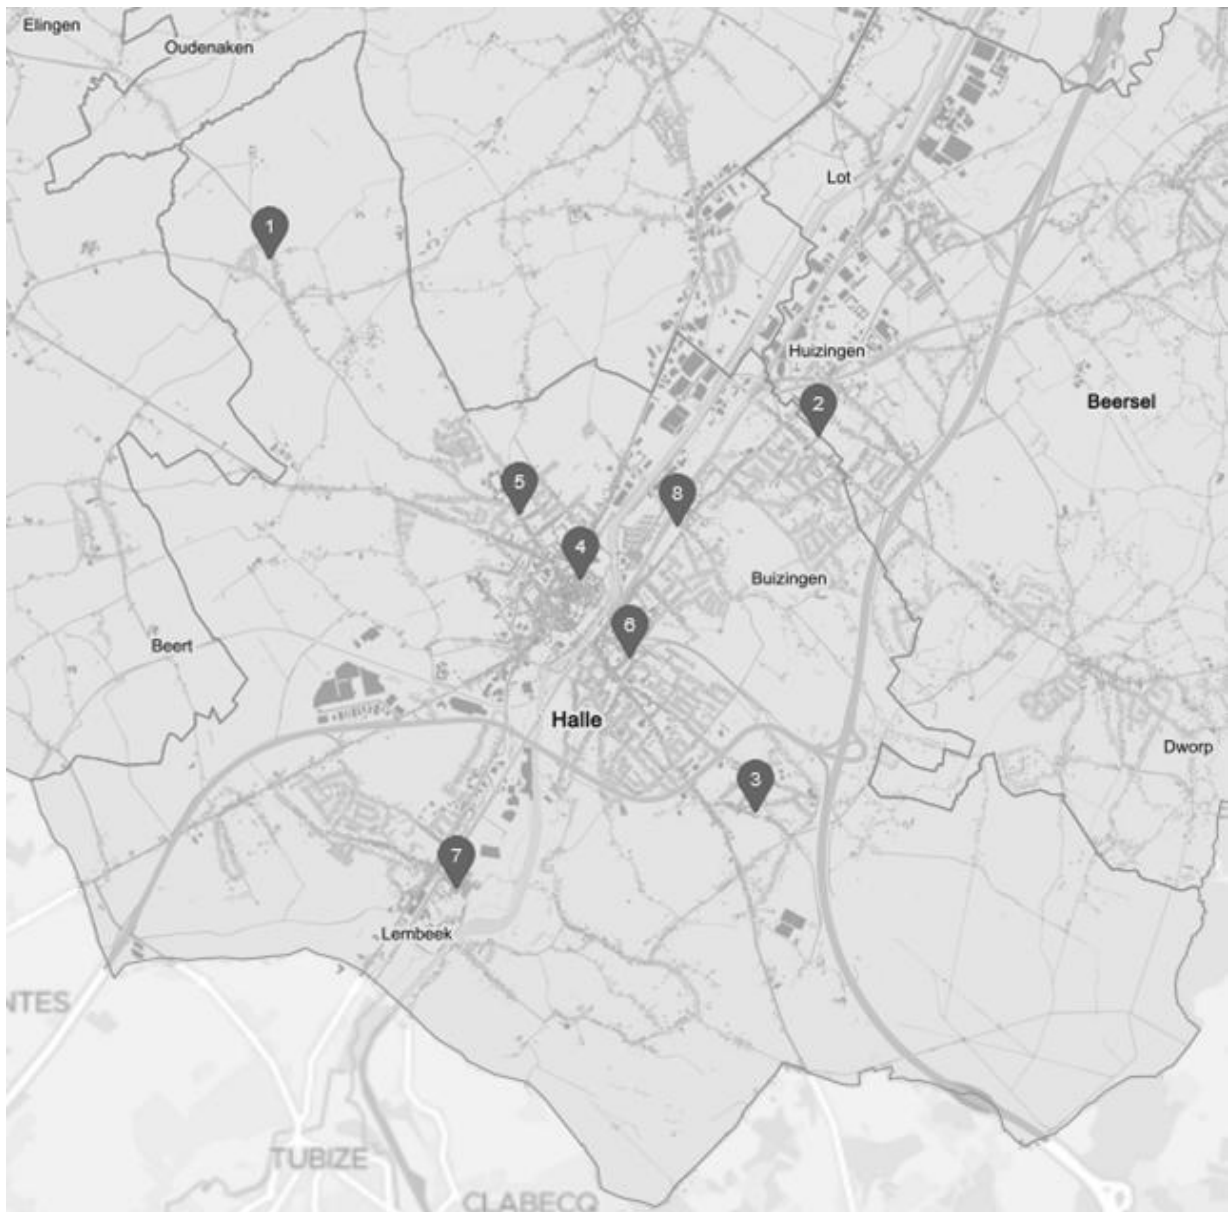 Elingen
Oudenaken
Lot
1
Huizingen
2
Beersel
5
8
4
Buizingen
6
Beert
Halle
Dworp
3
7
Lembeek
NTES
TUBIZE
CLABECQ